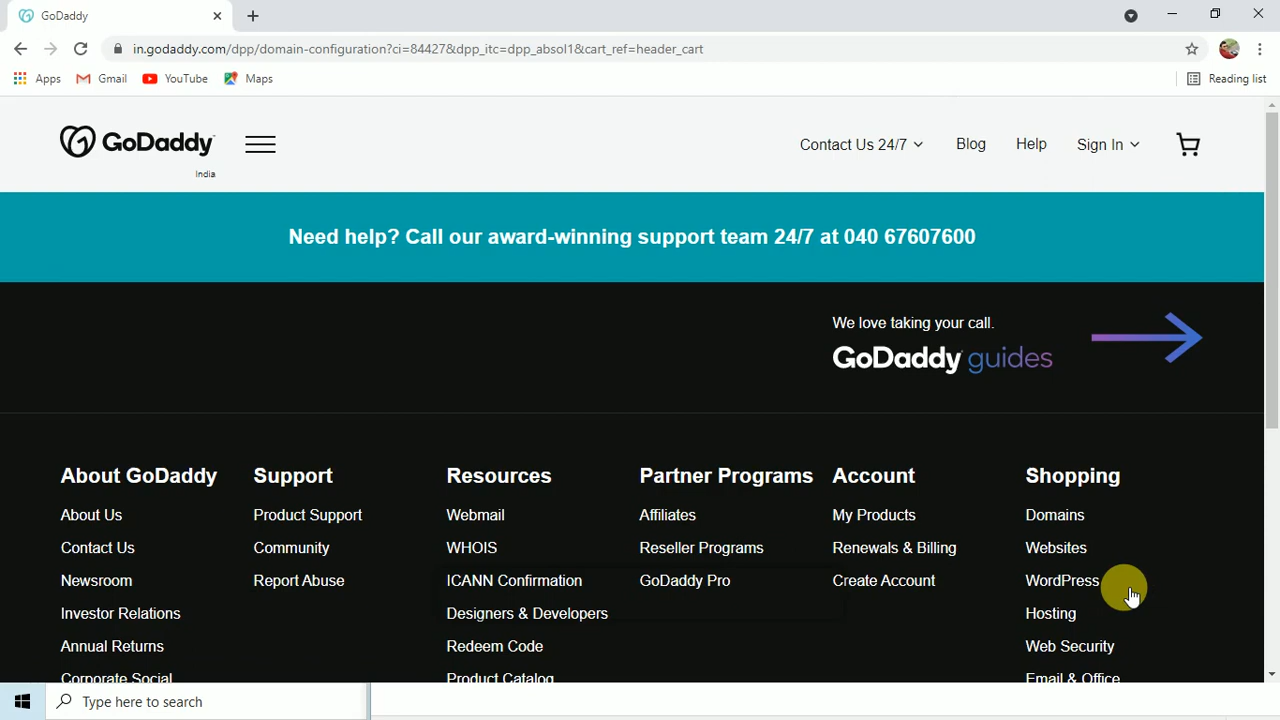 GoDaddy
in.godaddy.com/dpp/domain-configuration?ci=84427&dpp_itc=dpp_absol1&cart_ref=header_cart
Apps Gmail YouTube Maps Reading list
GoDaddy Contact Us 24/7 Blog Help Sign In
India
Need help? Call our award-winning support team 24/7 at 040 67607600
We love taking your call.
GoDaddy guides
About GoDaddy Support Resources Partner Programs Account Shopping
About Us Product Support Webmail Affiliates My Products Domains
Contact Us Community WHOIS Reseller Programs Renewals & Billing Websites
Newsroom Report Abuse ICANN Confirmation GoDaddy Pro Create Account WordPress
Investor Relations Designers & Developers Hosting
Annual Returns Redeem Code Web Security
Corporate Social Product Catalog Email & Office
Type here to search